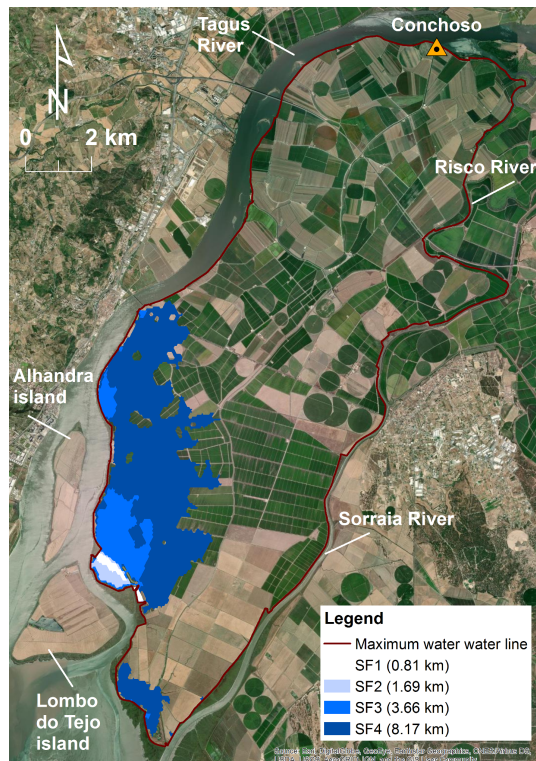 Tagus
River
Conchoso
N
0 2 km
Risco River
Alhandra
island
Sorraia River
Lombo
do Tejo
island
Legend
Maximum water water line
SF1 (0.81 km)
SF2 (1.69 km)
SF3 (3.66 km)
SF4 (8.17 km)